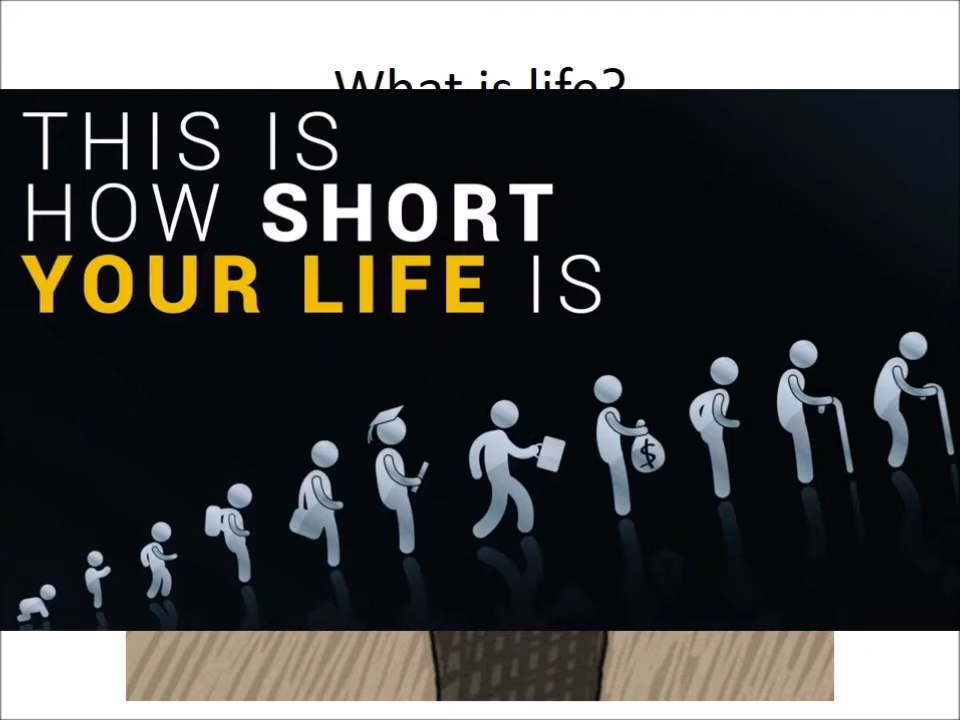 What is life?
THIS IS
HOW SHORT
YOUR LIFE IS
$